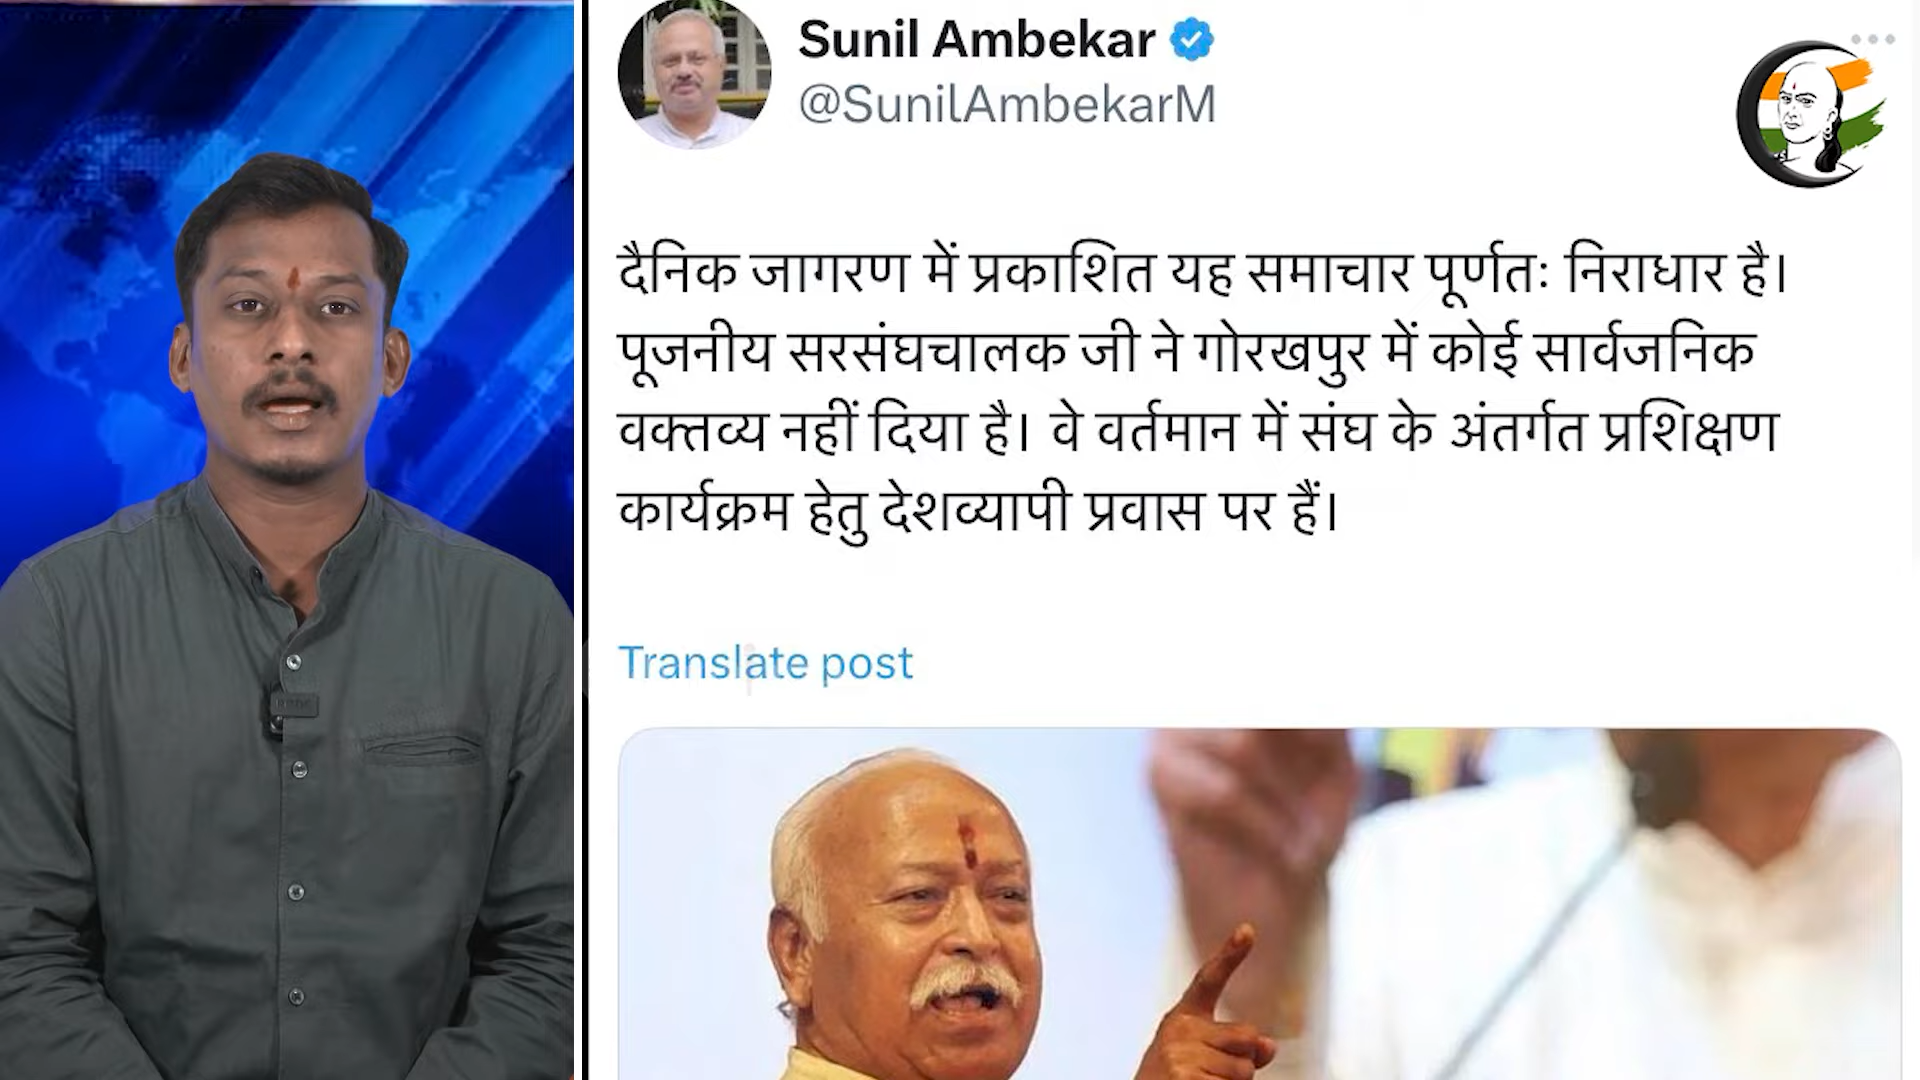 Sunil Ambekar
@SunilAmbekarM
दैनिक जागरण में प्रकाशित यह समाचार पूर्णतः निराधार है।
पूजनीय सरसंघचालक जी ने गोरखपुर में कोई सार्वजनिक
वक्तव्य नहीं दिया है। वे वर्तमान में संघ के अंतर्गत प्रशिक्षण
कार्यक्रम हेतु देशव्यापी प्रवास पर हैं।
Translate post